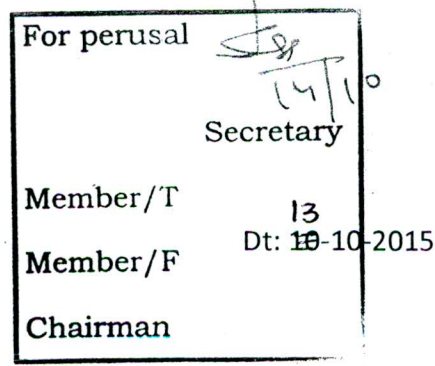 For perusal
14/10
Secretary
Member/T
13
Dt: 10-10-2015
Member/F
Chairman